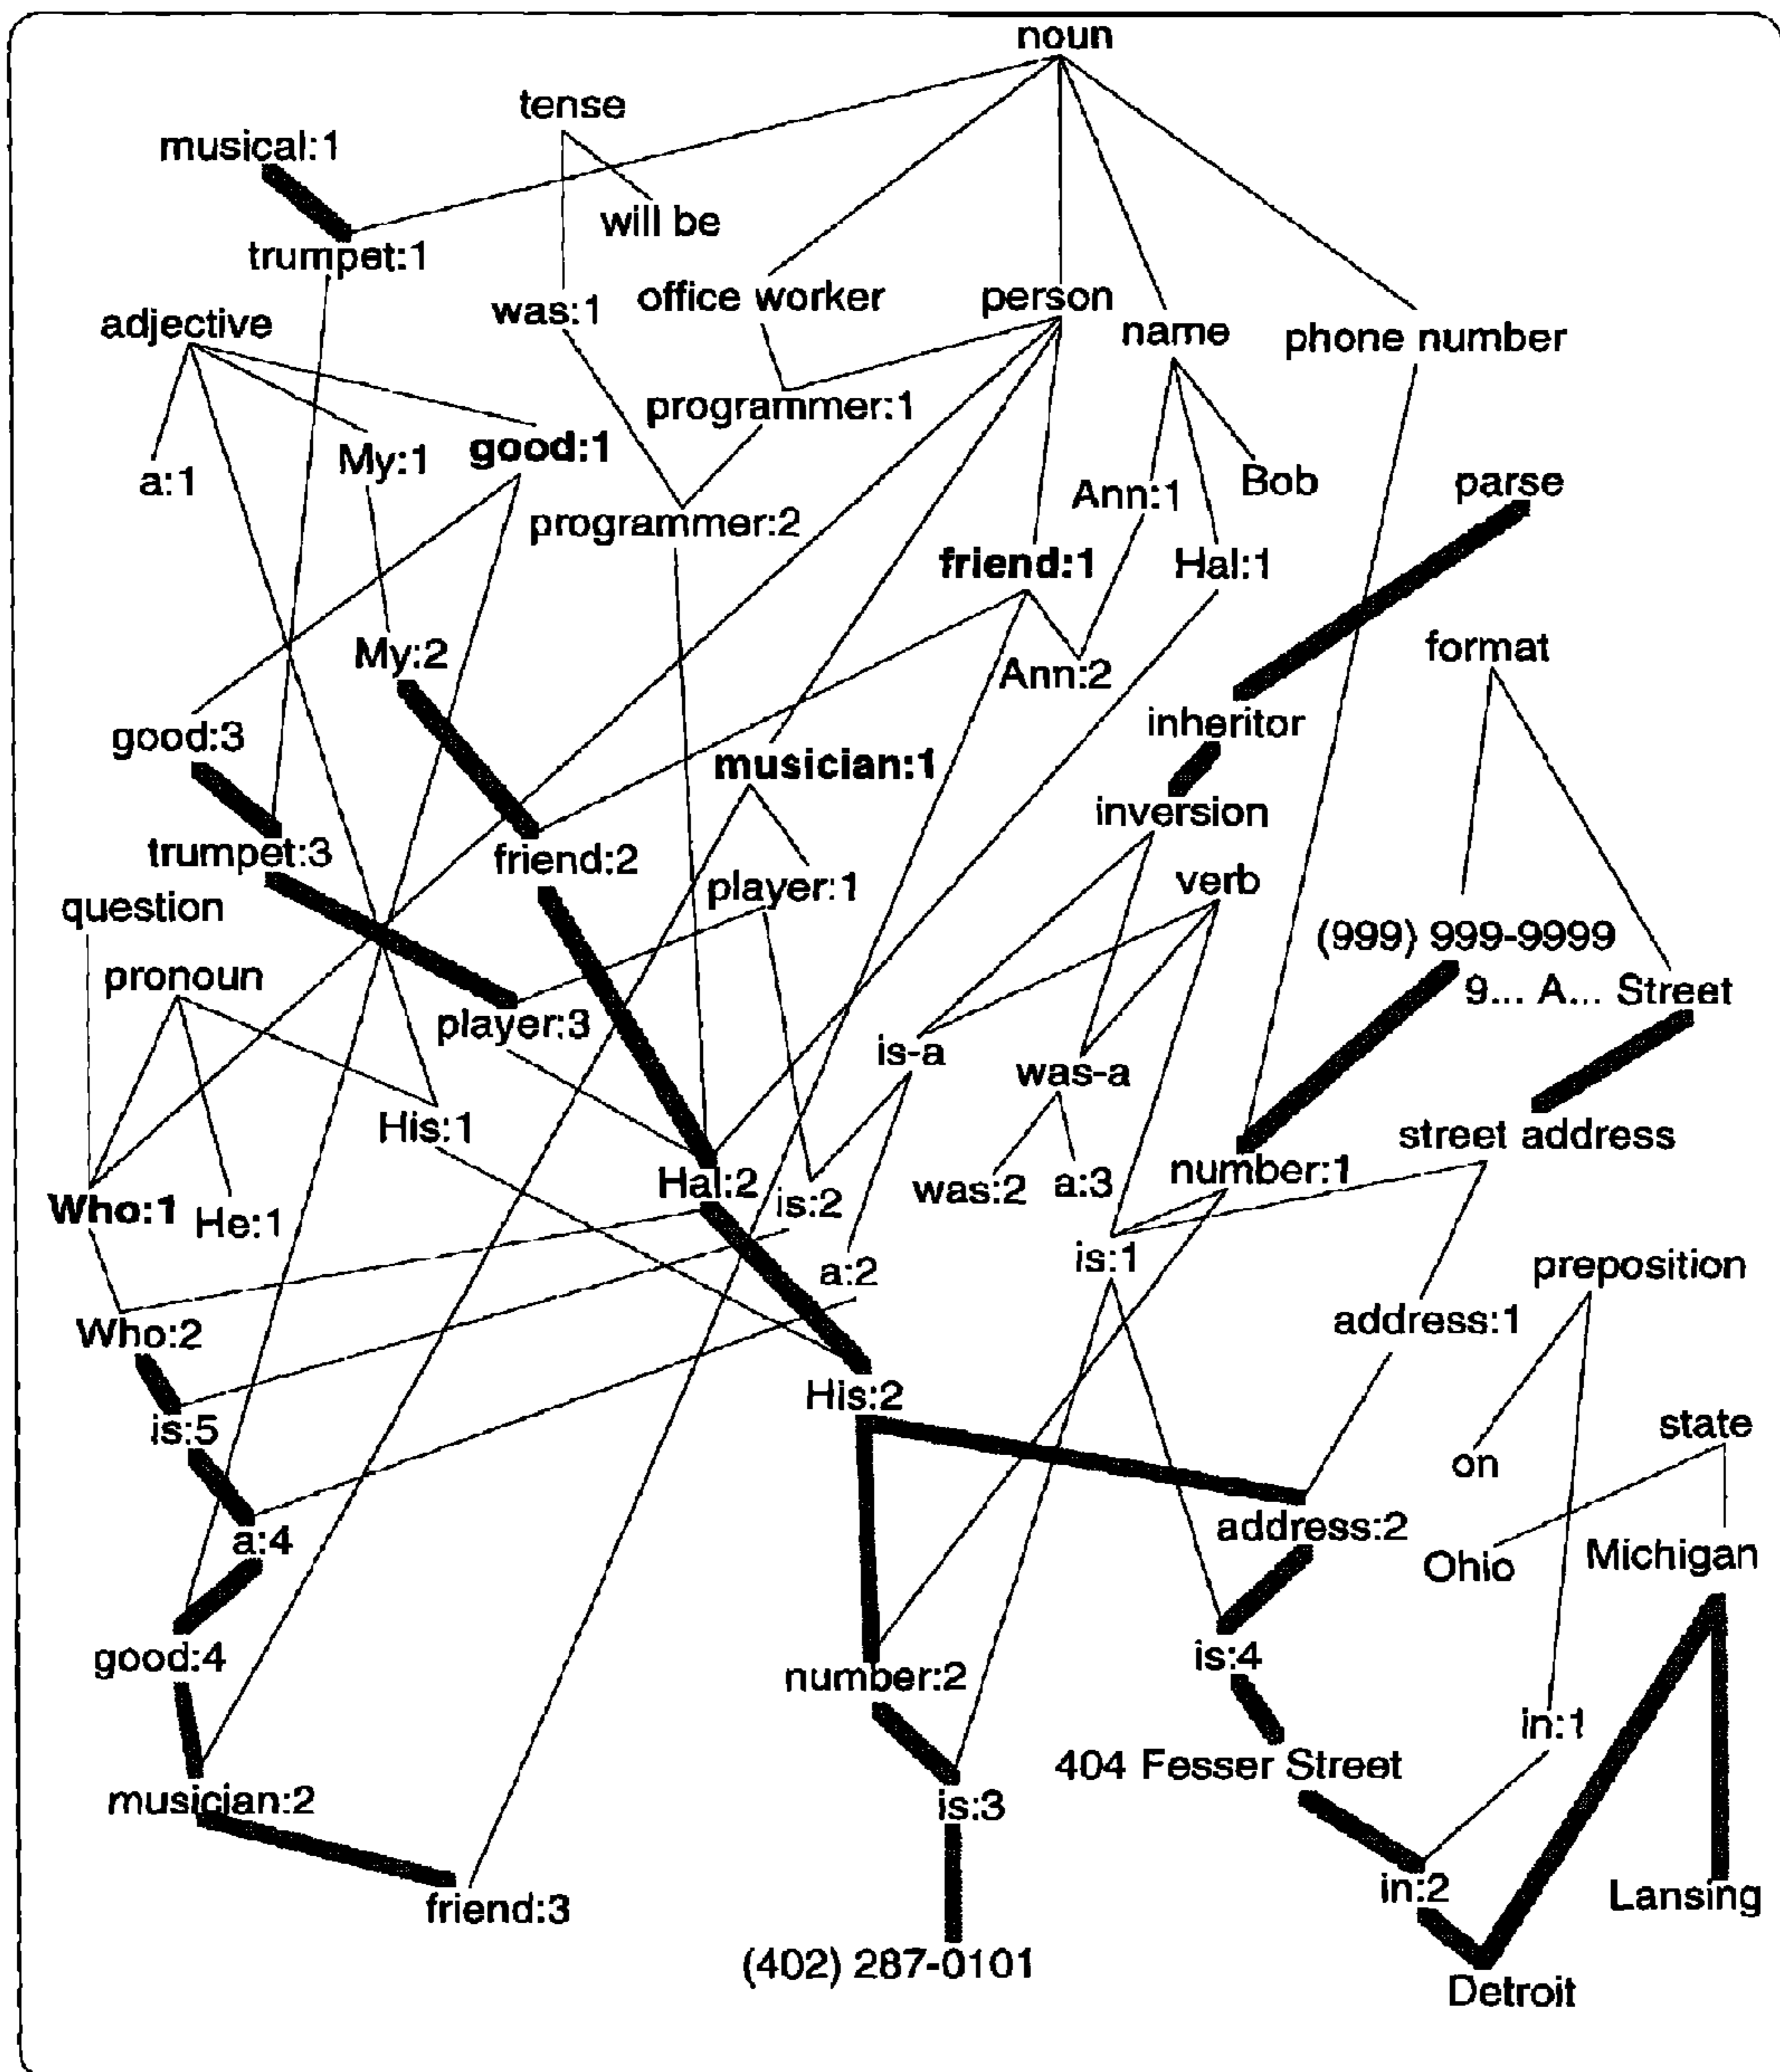 noun
tense
musical:1
will be
trumpet:1
office worker
person
was:1
adjective
name
phone number
programmer:1
good:1
My:1
a:1
Ann:1
Bob
parse
programmer:2
friend:1
Hal:1
My:2
format
Ann:2
inheritor
good:3
musician:1
inversion
trumpet:3
friend:2
player:1
verb
question
(999) 999-9999
pronoun
9... A... Street
player:3
is-a
was-a
His:1
street address
number:1
Hal:2
was:2
a:3
is:2
Who:1
He:1
is:1
a:2
preposition
address:1
Who:2
His:2
state
is:5
on
address:2
a:4
Michigan
Ohio
good:4
is:4
number:2
in:1
404 Fesser Street
musician:2
is:3
in:2
Lansing
friend:3
(402) 287-0101
Detroit